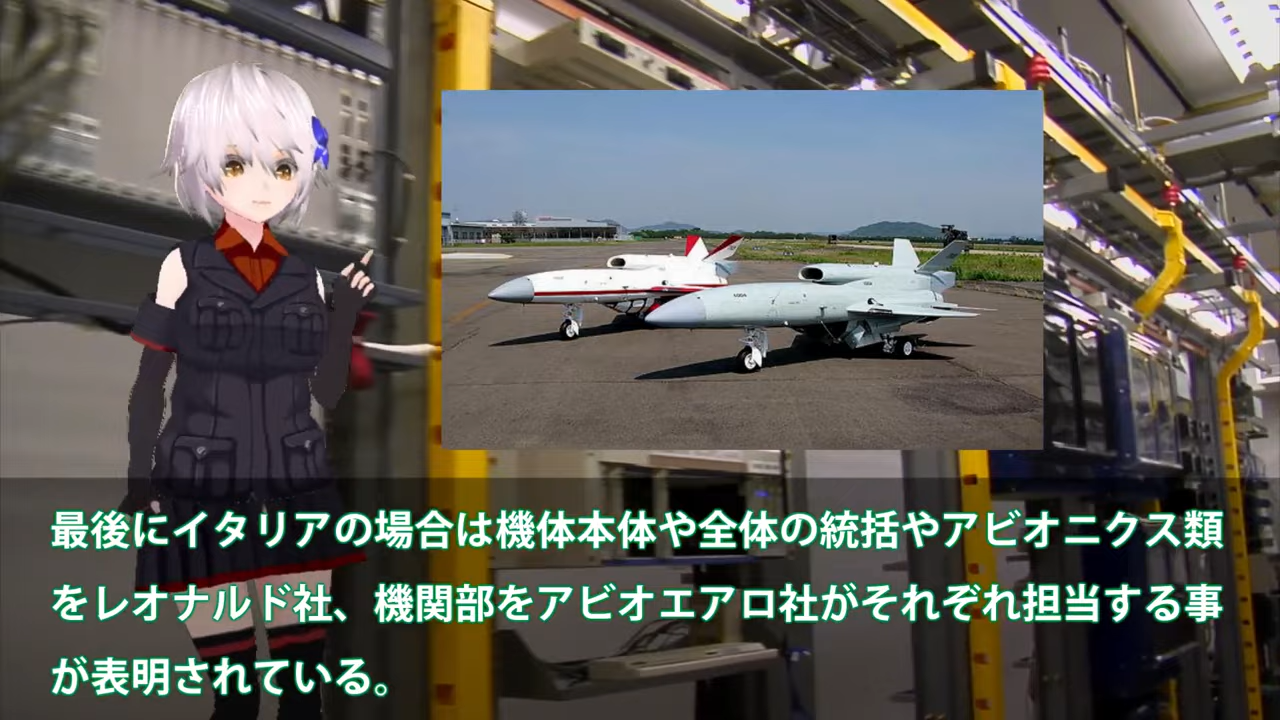 最後にイタリアの場合は機体本体や全体の統括やアビオニクス類
をレオナルド社、機関部をアビオエアロ社がそれぞれ担当する事
が表明されている。